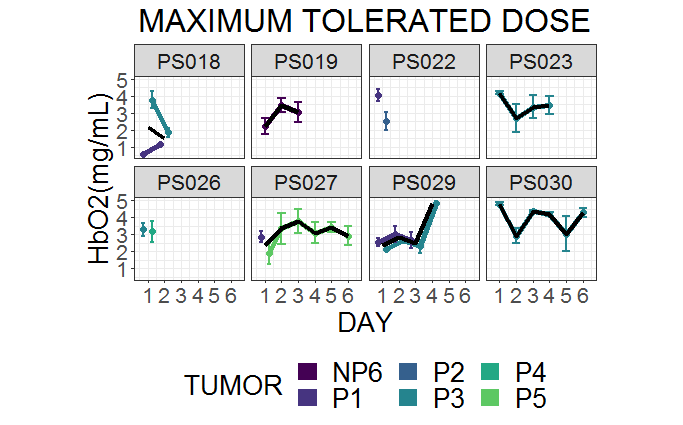 MAXIMUM TOLERATED DOSE
PS018 PS019 PS022 PS023
5
4
3
2
1
PS026 PS027 PS029 PS030
5
4
3
2
1
HbO2(mg/mL)
1 2 3 4 5 6 1 2 3 4 5 6 1 2 3 4 5 6 1 2 3 4 5 6
DAY
TUMOR
NP6 P2 P4
P1 P3 P5